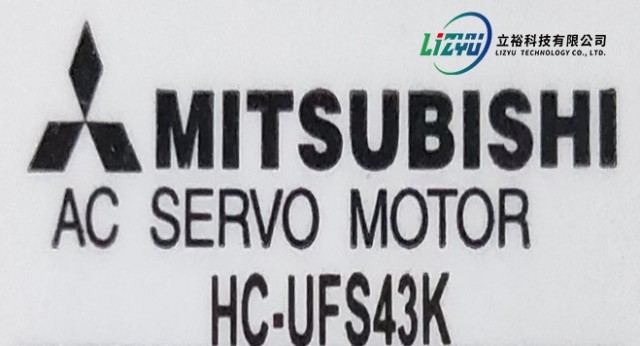 LIZYU 立裕科技有限公司
LIZYU TECHNOLOGY CO., LTD.
MITSUBISHI
AC SERVO MOTOR
HC-UFS43K